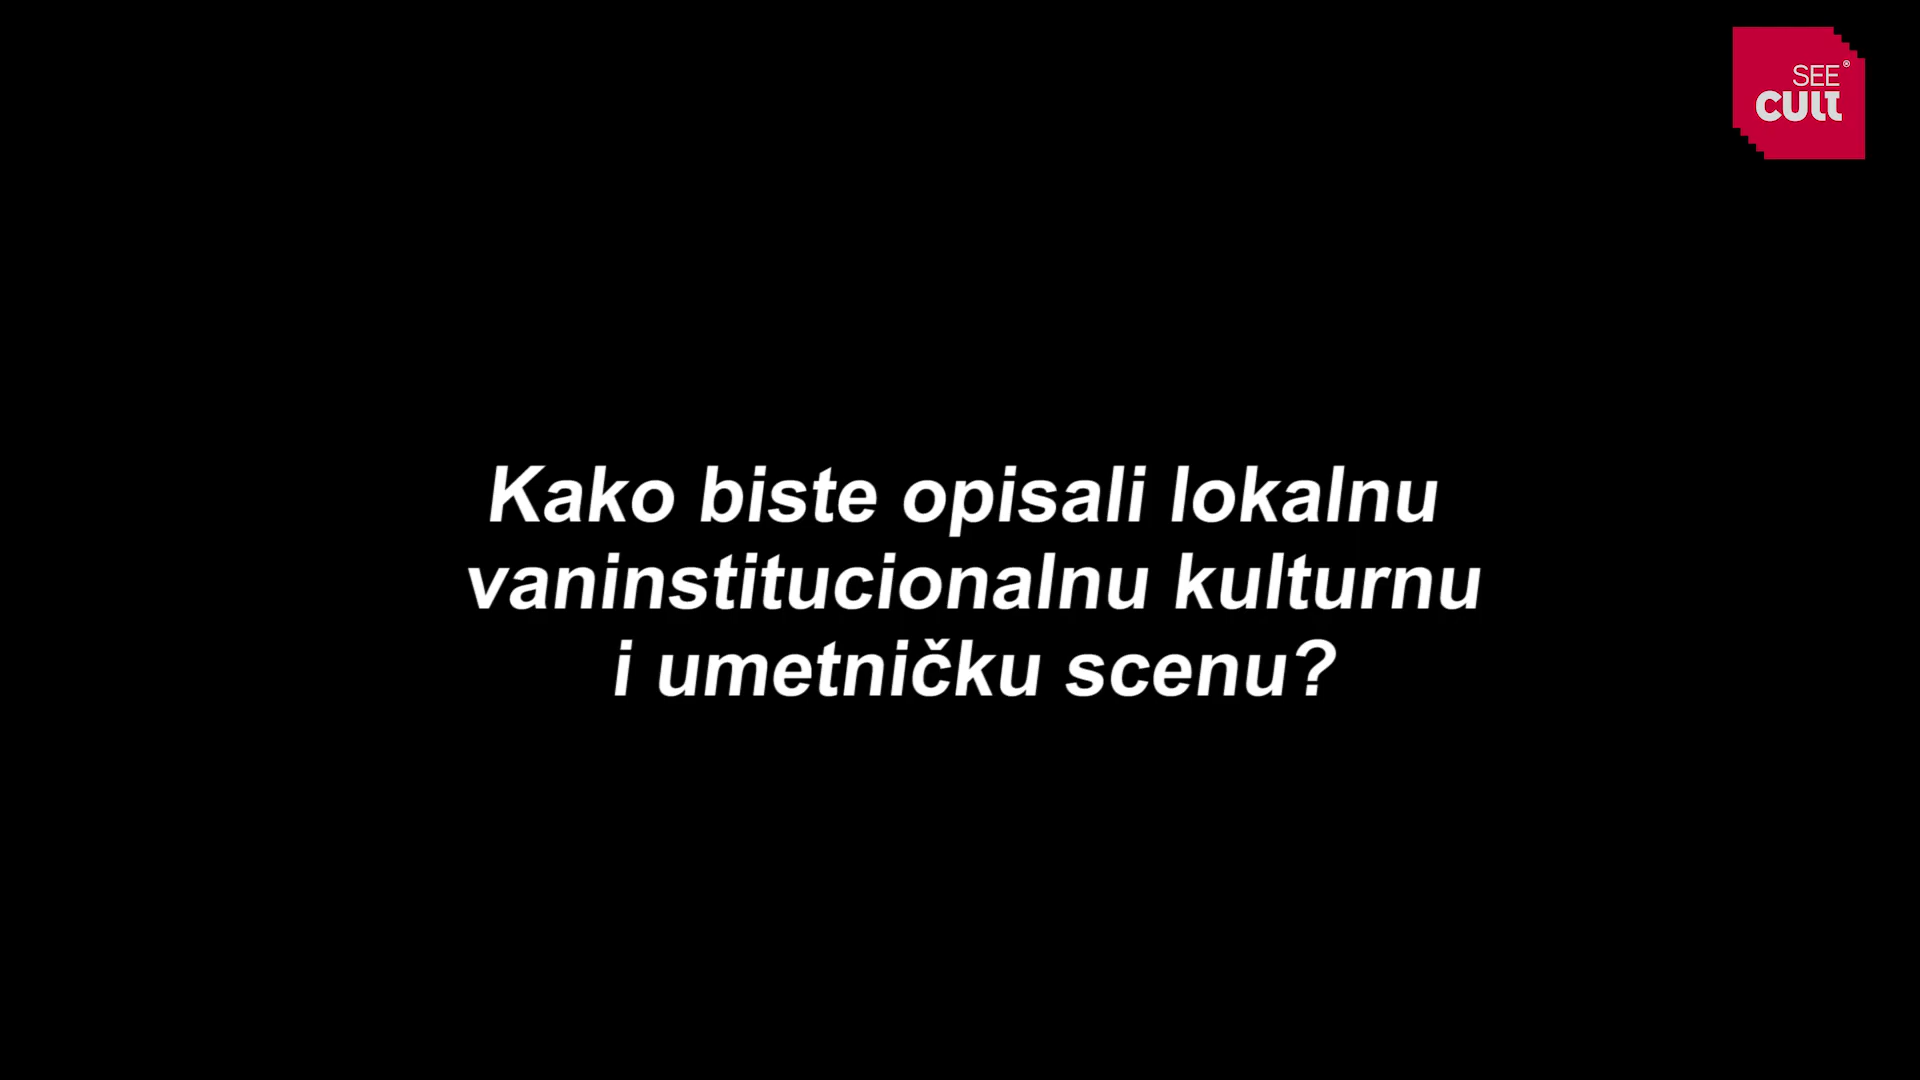 SEE®
CULT
Kako biste opisali lokalnu
vaninstitucionalnu kulturnu
i umetničku scenu?